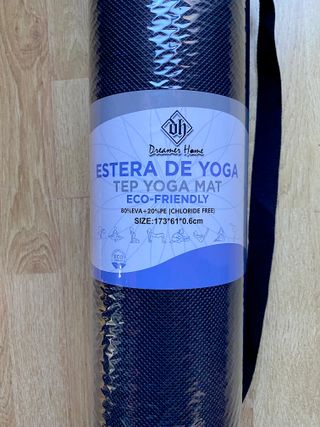 dh
Dreamer Home
ESTERA DE YOGA
TEP YOGA MAT
ECO-FRIENDLY
80%EVA+20%PE (CHLORIDE FREE)
SIZE:173*61*0.6cm
ECO